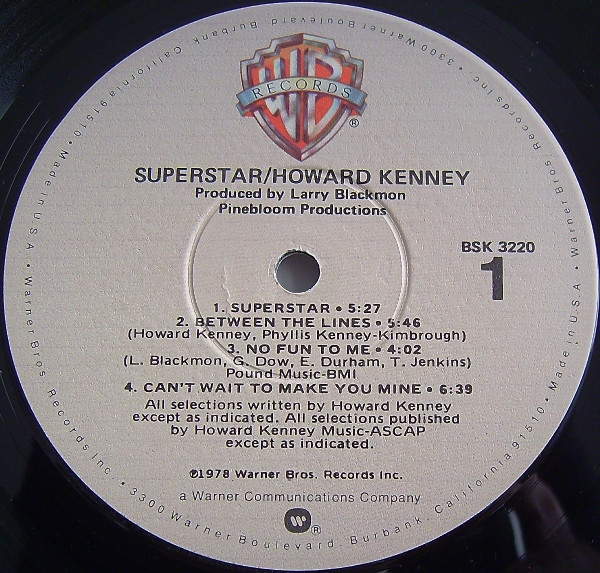 WB
RECORDS
®
SUPERSTAR/HOWARD KENNEY
Produced by Larry Blackmon
Pinebloom Productions
BSK 3220
1
1. SUPERSTAR • 5:27
2. BETWEEN THE LINES • 5:46
(Howard Kenney, Phyllis Kenney-Kimbrough)
3. NO FUN TO ME • 4:02
(L. Blackmon, G. Dow, E. Durham, T. Jenkins)
Pound Music-BMI
4. CAN'T WAIT TO MAKE YOU MINE • 6:39
All selections written by Howard Kenney
except as indicated. All selections published
by Howard Kenney Music-ASCAP
except as indicated.
℗1978 Warner Bros. Records Inc.
a Warner Communications Company
®
Warner Bros. Records Inc. • 3300 Warner Boulevard, Burbank, California 91510 • Made in U.S.A. • Warner Bros. Records Inc. • 3300 Warner Boulevard, Burbank, California 91510 • Made in U.S.A. •